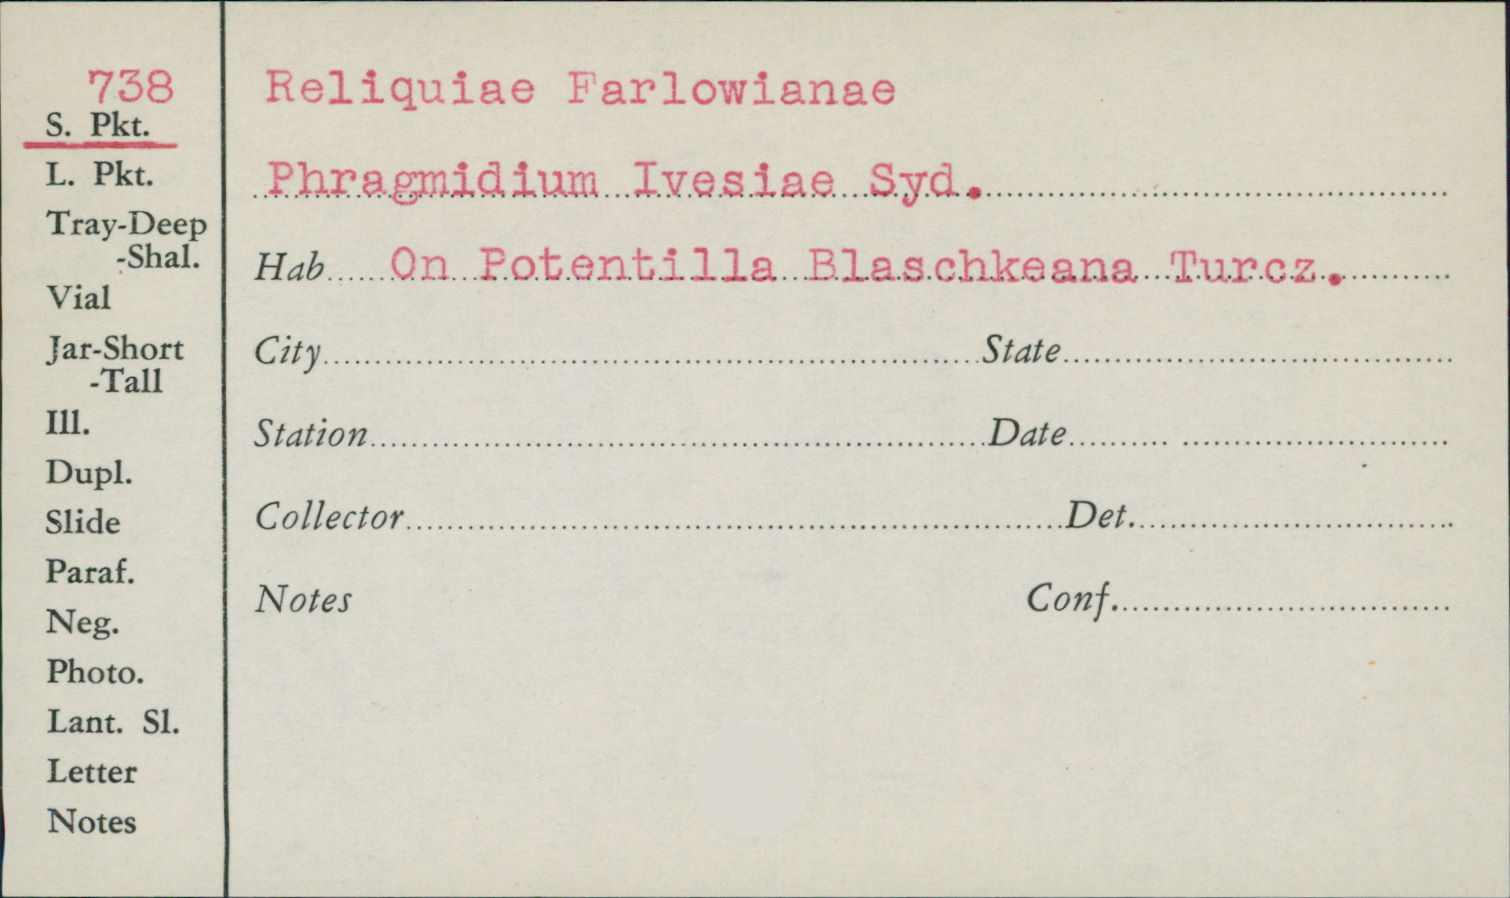 738
S. Pkt.
L. Pkt.
Tray-Deep
-Shal.
Vial
Jar-Short
-Tall
Ill.
Dupl.
Slide
Paraf.
Neg.
Photo.
Lant. Sl.
Letter
Notes
Reliquiae Farlowianae
Phragmidium Ivesiae Syd.
Hab On Potentilla Blaschkeana Turcz.
City State
Station Date
Collector Det.
Notes Conf.